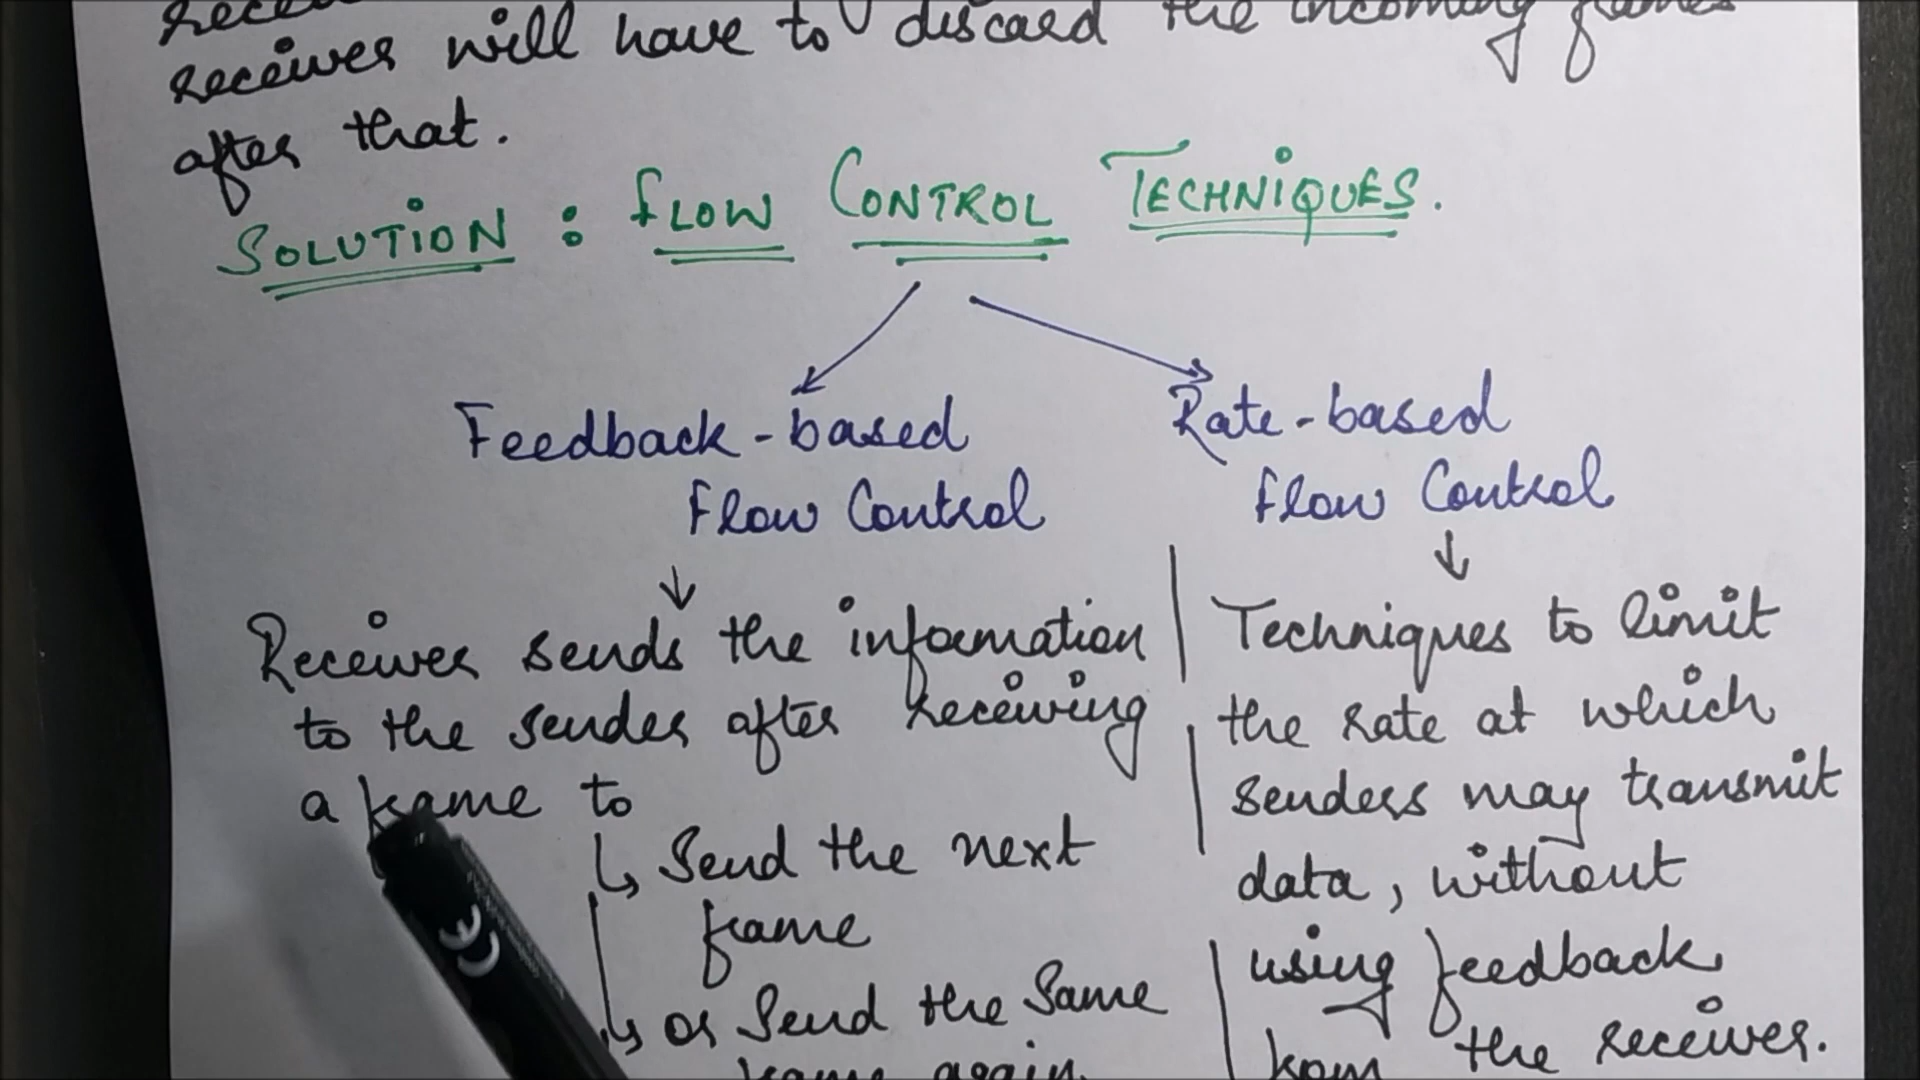 receiver will have to discard the incoming frames
after that.
SOLUTION : FLOW CONTROL TECHNIQUES.
Feedback-based
Flow Control
Rate-based
Flow Control
Receiver sends the information
to the sender after receiving
a frame to
Send the next
frame
or Send the Same
frame again.
Techniques to limit
the rate at which
senders may transmit
data, without
using feedback
from the receiver.